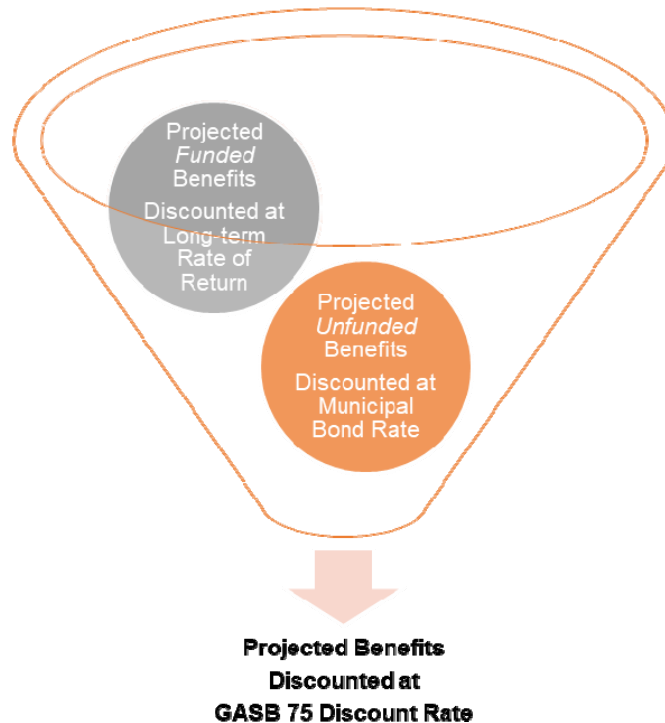 Projected
Funded
Benefits
Discounted at
Long-term
Rate of
Return
Projected
Unfunded
Benefits
Discounted at
Municipal
Bond Rate
Projected Benefits
Discounted at
GASB 75 Discount Rate